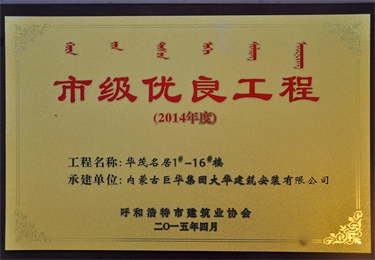 市级优良工程
(2014年度)
工程名称：华茂名居1#-16#楼
承建单位：内蒙古巨华集团大华建筑安装有限公司
呼和浩特市建筑业协会
二〇一五年四月